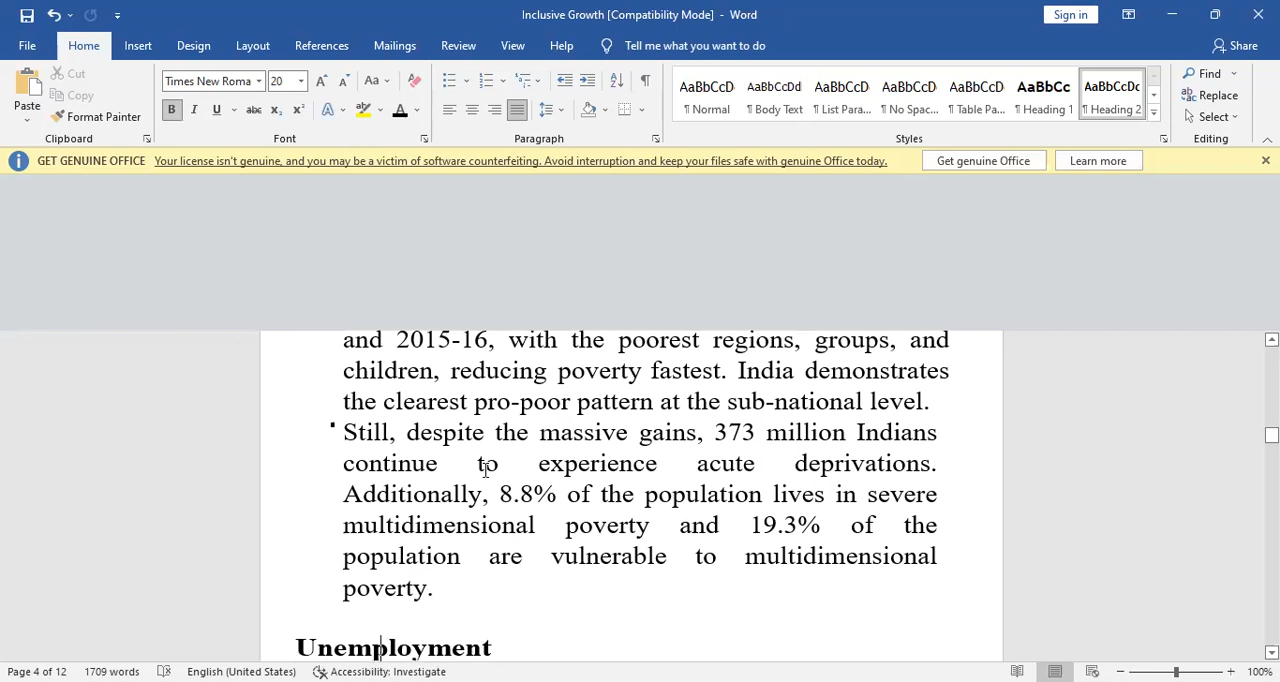 Inclusive Growth [Compatibility Mode] - Word
Sign in
File Home Insert Design Layout References Mailings Review View Help Tell me what you want to do Share
Paste
Cut
Copy
Format Painter
Clipboard
Times New Roma 20
Aa
B I U abc x₂ x² A A
Font
Paragraph
AaBbCcD AaBbCcDd AaBbCcD AaBbCcD AaBbCcD AaBbCc AaBbCcDc
¶ Normal ¶ Body Text ¶ List Para... ¶ No Spac... ¶ Table Pa... ¶ Heading 1 ¶ Heading 2
Styles
Find
Replace
Select
Editing
GET GENUINE OFFICE Your license isn't genuine, and you may be a victim of software counterfeiting. Avoid interruption and keep your files safe with genuine Office today. Get genuine Office Learn more
and 2015-16, with the poorest regions, groups, and
children, reducing poverty fastest. India demonstrates
the clearest pro-poor pattern at the sub-national level.
Still, despite the massive gains, 373 million Indians
continue to experience acute deprivations.
Additionally, 8.8% of the population lives in severe
multidimensional poverty and 19.3% of the
population are vulnerable to multidimensional
poverty.
Unemployment
Page 4 of 12 1709 words English (United States) Accessibility: Investigate 100%